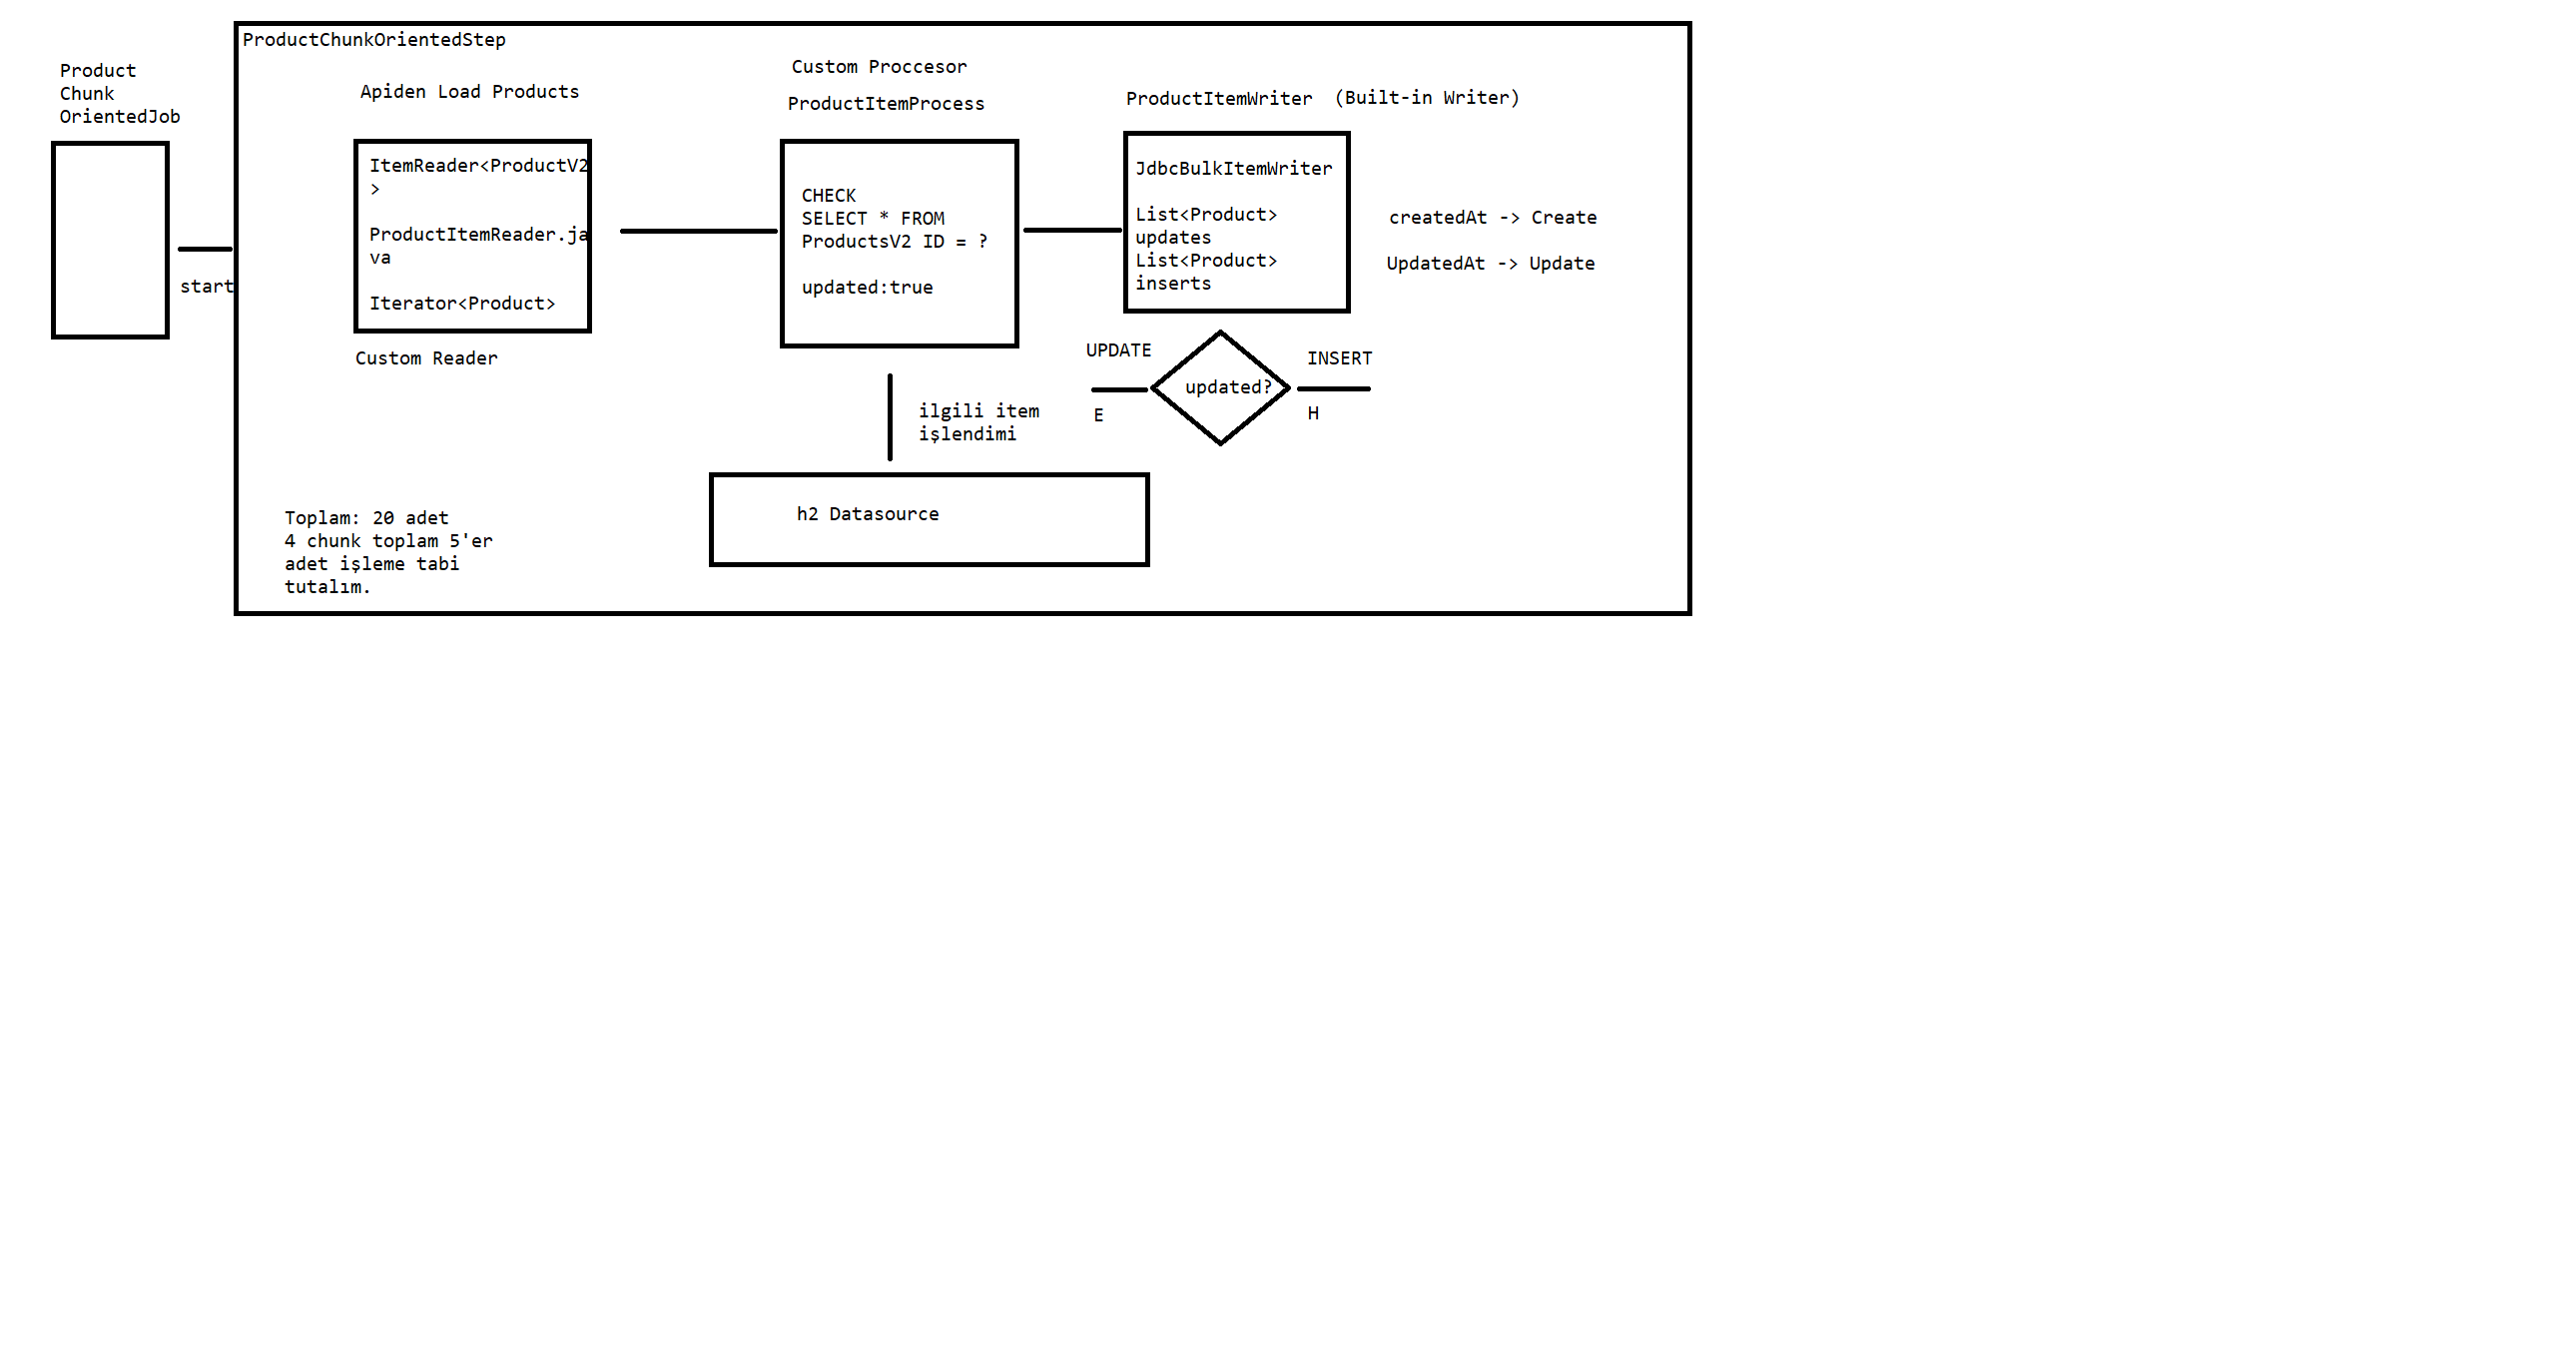 ProductChunkOrientedStep
Product
Chunk
OrientedJob
start
Apiden Load Products
ItemReader<ProductV2
>
ProductItemReader.ja
va
Iterator<Product>
Custom Reader
Custom Proccesor
ProductItemProcess
CHECK
SELECT * FROM
ProductsV2 ID = ?
updated:true
ProductItemWriter (Built-in Writer)
JdbcBulkItemWriter
List<Product>
updates
List<Product>
inserts
createdAt -> Create
UpdatedAt -> Update
UPDATE
E
updated?
INSERT
H
ilgili item
işlendimi
h2 Datasource
Toplam: 20 adet
4 chunk toplam 5'er
adet işleme tabi
tutalım.